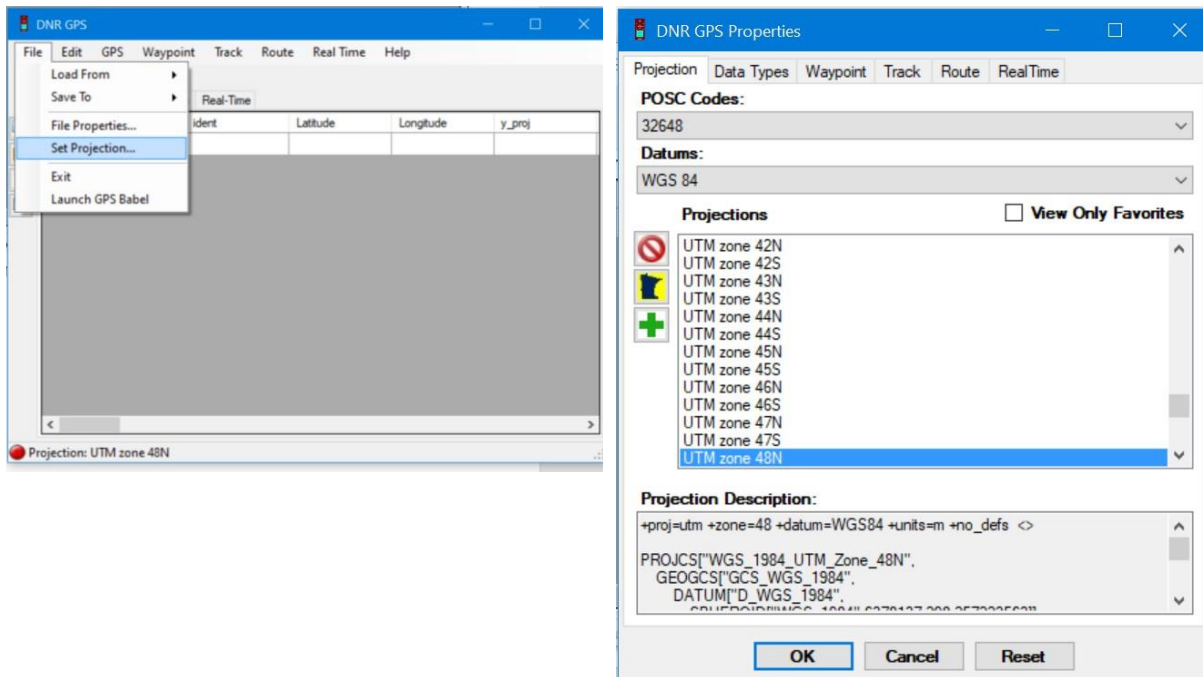 DNR GPS
File Edit GPS Waypoint Track Route Real Time Help
Load From
Save To
Real-Time
File Properties...
ident Latitude Longitude y_proj
Set Projection...
Exit
Launch GPS Babel
Projection: UTM zone 48N
DNR GPS Properties
Projection Data Types Waypoint Track Route RealTime
POSC Codes:
32648
Datums:
WGS 84
Projections
View Only Favorites
UTM zone 42N
UTM zone 42S
UTM zone 43N
UTM zone 43S
UTM zone 44N
UTM zone 44S
UTM zone 45N
UTM zone 45S
UTM zone 46N
UTM zone 46S
UTM zone 47N
UTM zone 47S
UTM zone 48N
Projection Description:
+proj=utm +zone=48 +datum=WGS84 +units=m +no_defs <>
PROJCS["WGS_1984_UTM_Zone_48N",
GEOGCS["GCS_WGS_1984",
DATUM["D_WGS_1984",
OK Cancel Reset